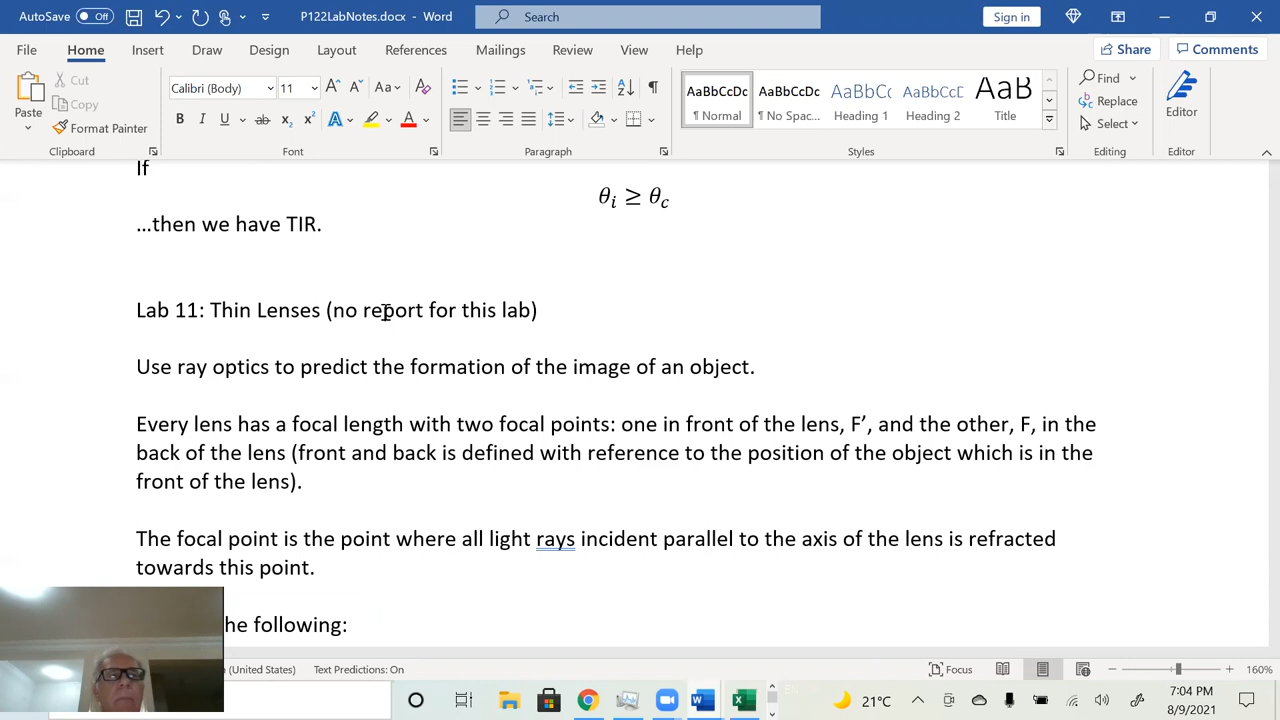 AutoSave Off P122LabNotes.docx - Word Search Sign in
File Home Insert Draw Design Layout References Mailings Review View Help Share Comments
Paste Cut Copy Format Painter Calibri (Body) 11 AaBbCcDc ¶ Normal AaBbCcDc ¶ No Spac... AaBbCc Heading 1 AaBbCcD Heading 2 AaB Title Find Replace Select Editor
Clipboard Font Paragraph Styles Editing Editor
If
θi ≥ θc
…then we have TIR.
Lab 11: Thin Lenses (no report for this lab)
Use ray optics to predict the formation of the image of an object.
Every lens has a focal length with two focal points: one in front of the lens, F’, and the other, F, in the
back of the lens (front and back is defined with reference to the position of the object which is in the
front of the lens).
The focal point is the point where all light rays incident parallel to the axis of the lens is refracted
towards this point.
he following:
(United States) Text Predictions: On Focus 160%
21°C 7:04 PM
8/9/2021